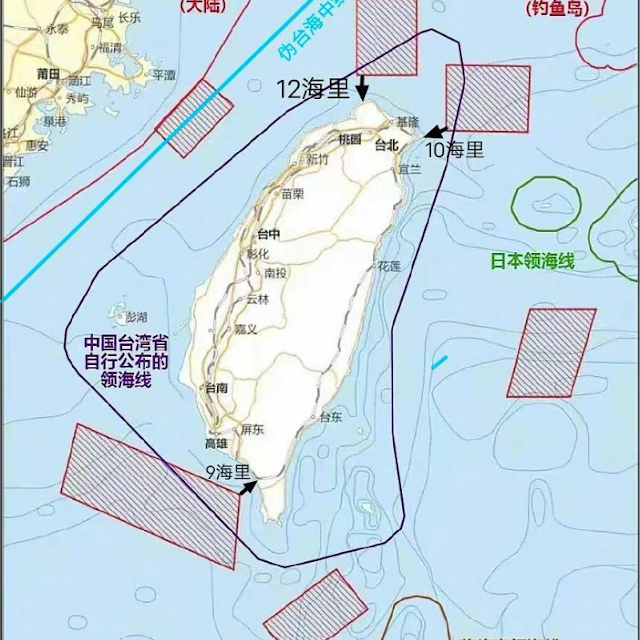 (大陆)
(钓鱼岛)
长乐
马尾
永泰
福清
伪台海中线
平潭
莆田
涵江
12海里
仙游
秀屿
泉港
基隆
桃园
台北
惠安
10海里
晋江
新竹
宜兰
石狮
苗栗
台中
彰化
日本领海线
花莲
南投
云林
澎湖
嘉义
中国台湾省
自行公布的
领海线
台南
台东
屏东
高雄
9海里